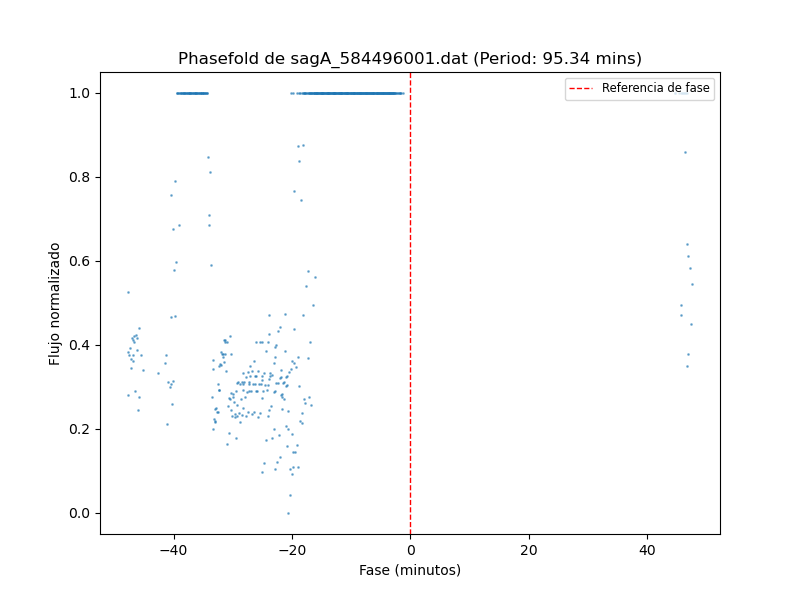 Phasefold de sagA_584496001.dat (Period: 95.34 mins)
Referencia de fase
Flujo normalizado
1.0
0.8
0.6
0.4
0.2
0.0
−40
−20
0
20
40
Fase (minutos)